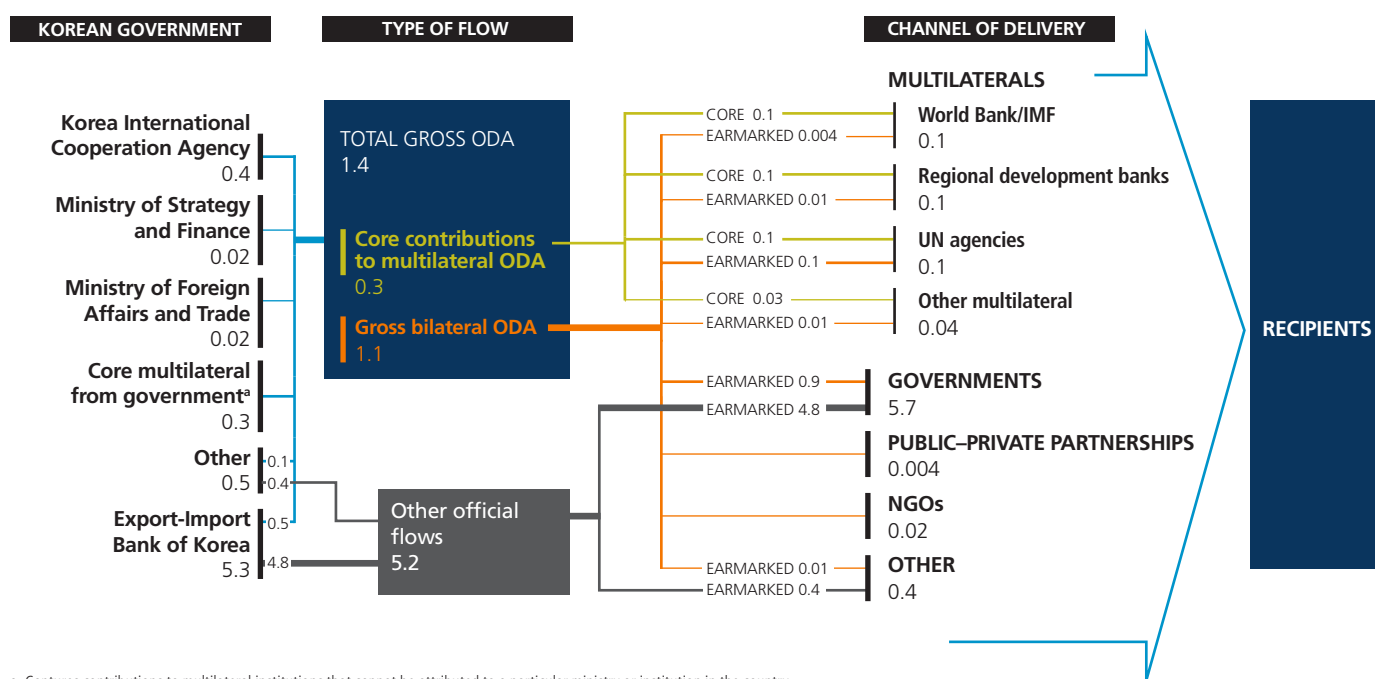 KOREAN GOVERNMENT
TYPE OF FLOW
CHANNEL OF DELIVERY
Korea International
Cooperation Agency
0.4
Ministry of Strategy
and Finance
0.02
Ministry of Foreign
Affairs and Trade
0.02
Core multilateral
from governmentᵃ
0.3
Other
0.5
0.1
0.4
Export-Import
Bank of Korea
5.3
0.5
4.8
TOTAL GROSS ODA
1.4
Core contributions
to multilateral ODA
0.3
Gross bilateral ODA
1.1
Other official
flows
5.2
MULTILATERALS
CORE 0.1
EARMARKED 0.004
World Bank/IMF
0.1
CORE 0.1
EARMARKED 0.01
Regional development banks
0.1
CORE 0.1
EARMARKED 0.1
UN agencies
0.1
CORE 0.03
EARMARKED 0.01
Other multilateral
0.04
EARMARKED 0.9
EARMARKED 4.8
GOVERNMENTS
5.7
PUBLIC–PRIVATE PARTNERSHIPS
0.004
NGOs
0.02
EARMARKED 0.01
EARMARKED 0.4
OTHER
0.4
RECIPIENTS